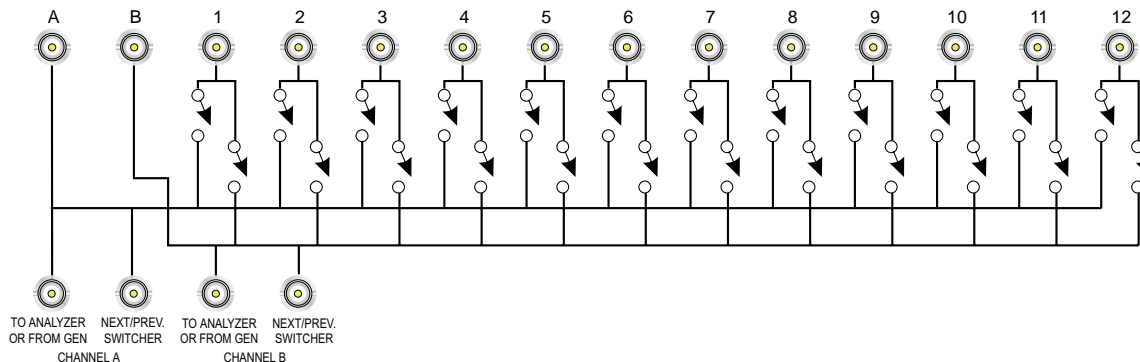 A B 1 2 3 4 5 6 7 8 9 10 11 12
TO ANALYZER NEXT/PREV. TO ANALYZER NEXT/PREV.
OR FROM GEN SWITCHER OR FROM GEN SWITCHER
CHANNEL A CHANNEL B